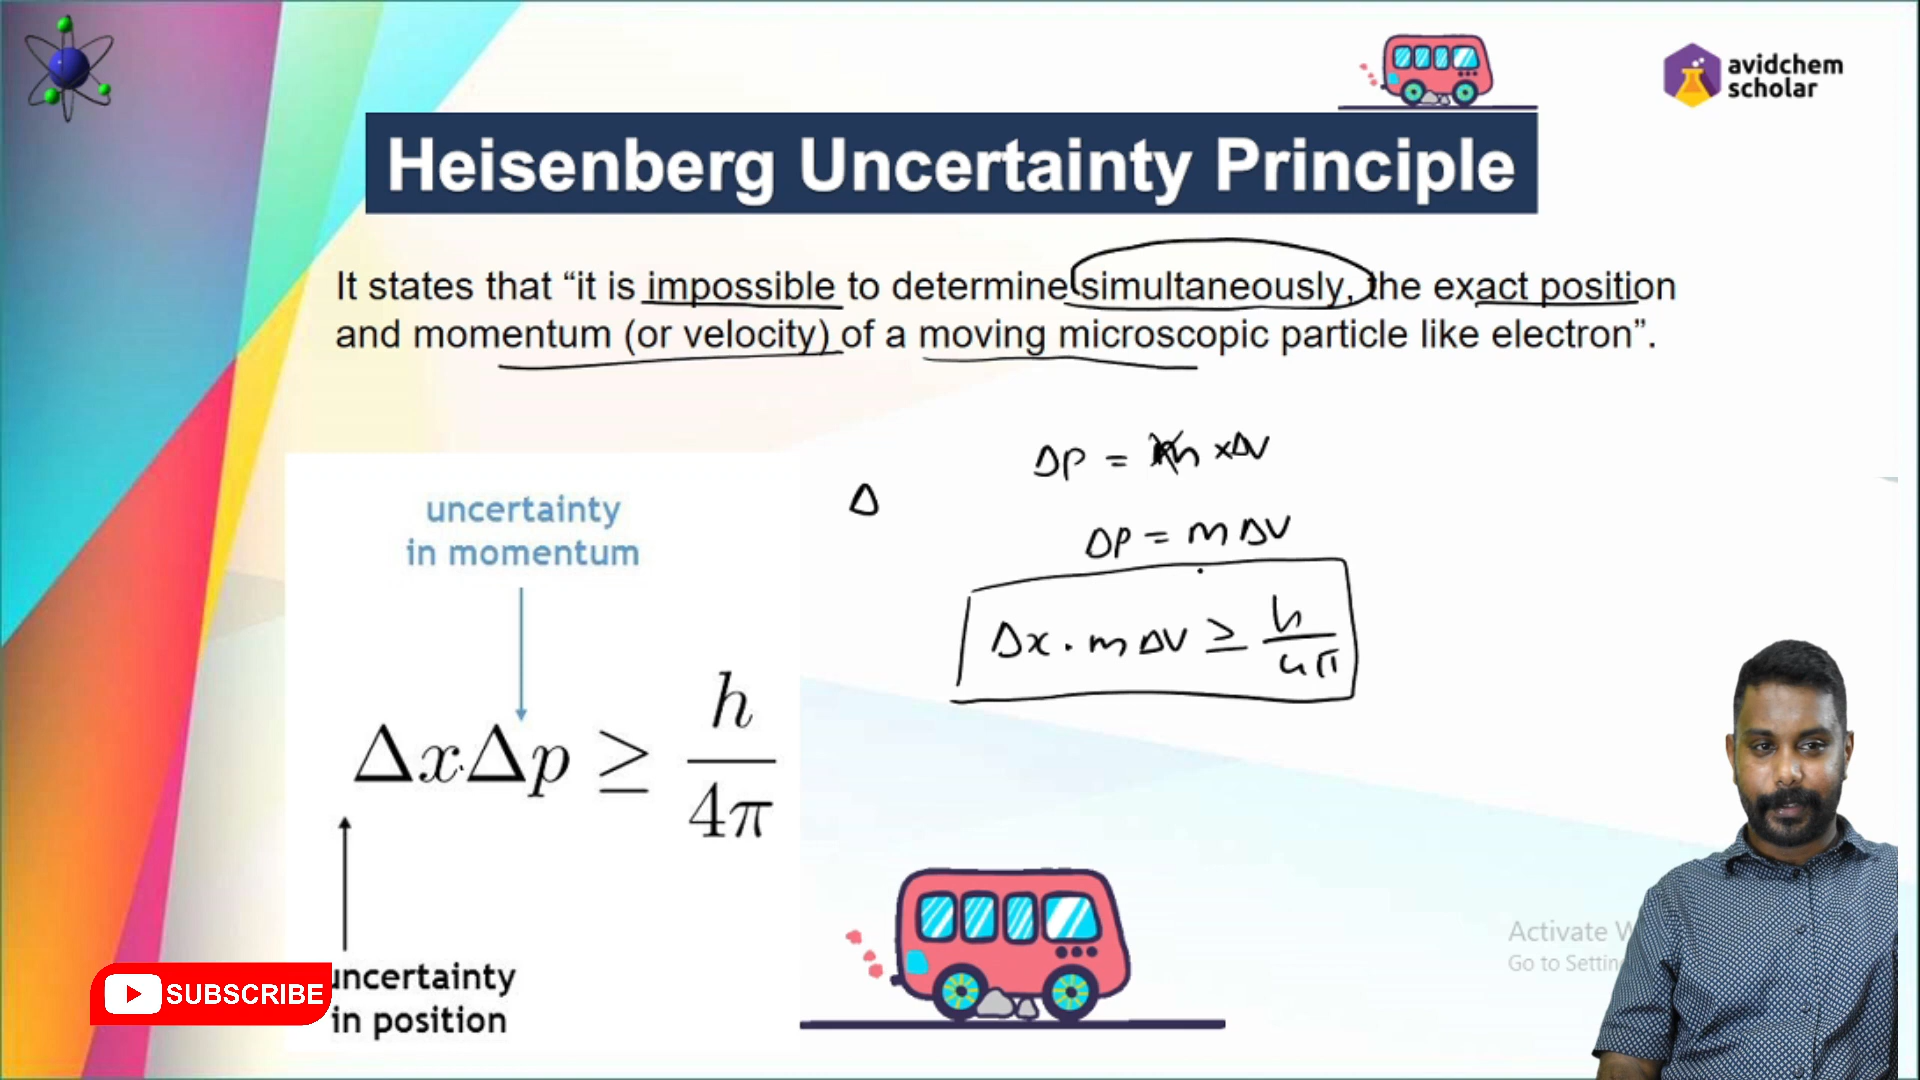 avidchem
scholar
Heisenberg Uncertainty Principle
It states that “it is impossible to determine simultaneously, the exact position
and momentum (or velocity) of a moving microscopic particle like electron”.
Δp = m ×Δv
Δ
Δp = m Δv
Δx . m Δv ≥ h/4π
uncertainty
in momentum
Δx·Δp ≥ h/4π
uncertainty
in position
SUBSCRIBE
Activate W
Go to Settin